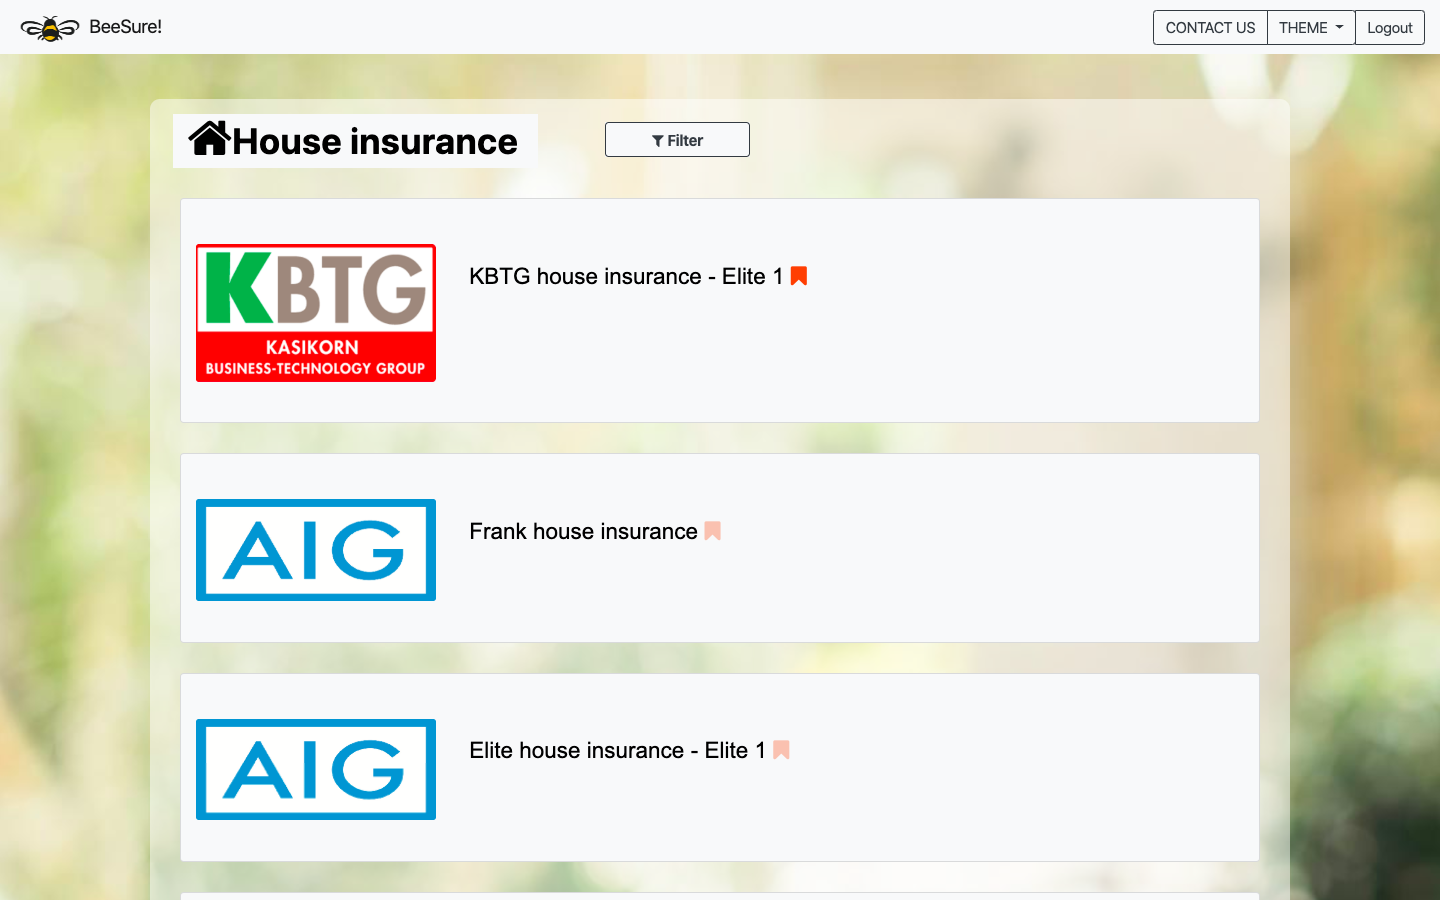 BeeSure!
CONTACT US
THEME
Logout
House insurance
Filter
KBTG
KASIKORN
BUSINESS-TECHNOLOGY GROUP
KBTG house insurance - Elite 1
AIG
Frank house insurance
AIG
Elite house insurance - Elite 1